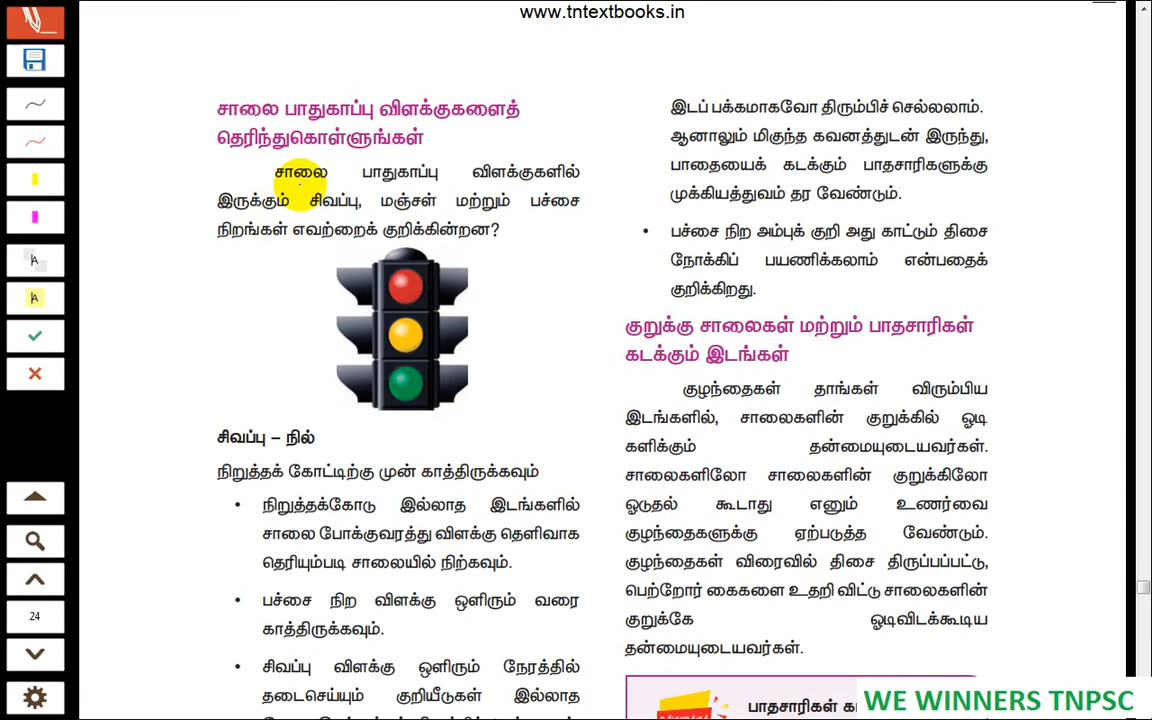 www.tntextbooks.in
சாலை பாதுகாப்பு விளக்குகளைத்
தெரிந்துகொள்ளுங்கள்
சாலை பாதுகாப்பு விளக்குகளில்
இருக்கும் சிவப்பு, மஞ்சள் மற்றும் பச்சை
நிறங்கள் எவற்றைக் குறிக்கின்றன?
சிவப்பு – நில்
நிறுத்தக் கோட்டிற்கு முன் காத்திருக்கவும்
• நிறுத்தக்கோடு இல்லாத இடங்களில்
சாலை போக்குவரத்து விளக்கு தெளிவாக
தெரியும்படி சாலையில் நிற்கவும்.
• பச்சை நிற விளக்கு ஒளிரும் வரை
காத்திருக்கவும்.
• சிவப்பு விளக்கு ஒளிரும் நேரத்தில்
தடைசெய்யும் குறியீடுகள் இல்லாத
இடப் பக்கமாகவோ திரும்பிச் செல்லலாம்.
ஆனாலும் மிகுந்த கவனத்துடன் இருந்து,
பாதையைக் கடக்கும் பாதசாரிகளுக்கு
முக்கியத்துவம் தர வேண்டும்.
• பச்சை நிற அம்புக் குறி அது காட்டும் திசை
நோக்கிப் பயணிக்கலாம் என்பதைக்
குறிக்கிறது.
குறுக்கு சாலைகள் மற்றும் பாதசாரிகள்
கடக்கும் இடங்கள்
குழந்தைகள் தாங்கள் விரும்பிய
இடங்களில், சாலைகளின் குறுக்கில் ஓடி
களிக்கும் தன்மையுடையவர்கள்.
சாலைகளிலோ சாலைகளின் குறுக்கிலோ
ஓடுதல் கூடாது எனும் உணர்வை
குழந்தைகளுக்கு ஏற்படுத்த வேண்டும்.
குழந்தைகள் விரைவில் திசை திருப்பப்பட்டு,
பெற்றோர் கைகளை உதறி விட்டு சாலைகளின்
குறுக்கே ஓடிவிடக்கூடிய
தன்மையுடையவர்கள்.
பாதசாரிகள்
WE WINNERS TNPSC
24